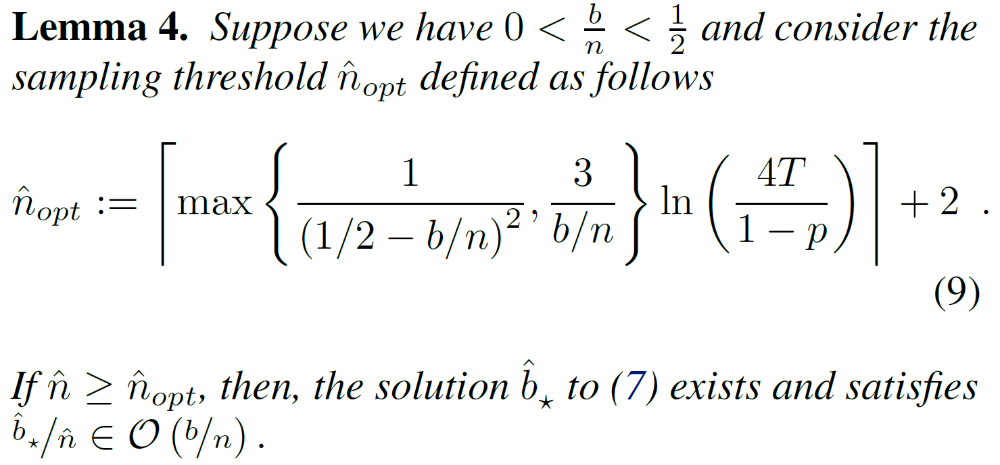 Lemma 4. Suppose we have $0 < \frac{b}{n} < \frac{1}{2}$ and consider the
sampling threshold $\hat{n}_{opt}$ defined as follows
$\hat{n}_{opt} := \left\lceil \max \left\{ \frac{1}{(1/2 - b/n)^2}, \frac{3}{b/n} \right\} \ln \left( \frac{4T}{1-p} \right) \right\rceil + 2$ .
(9)
If $\hat{n} \geq \hat{n}_{opt}$, then, the solution $\hat{b}_\star$ to (7) exists and satisfies
$\hat{b}_\star / \hat{n} \in \mathcal{O}(b/n)$ .